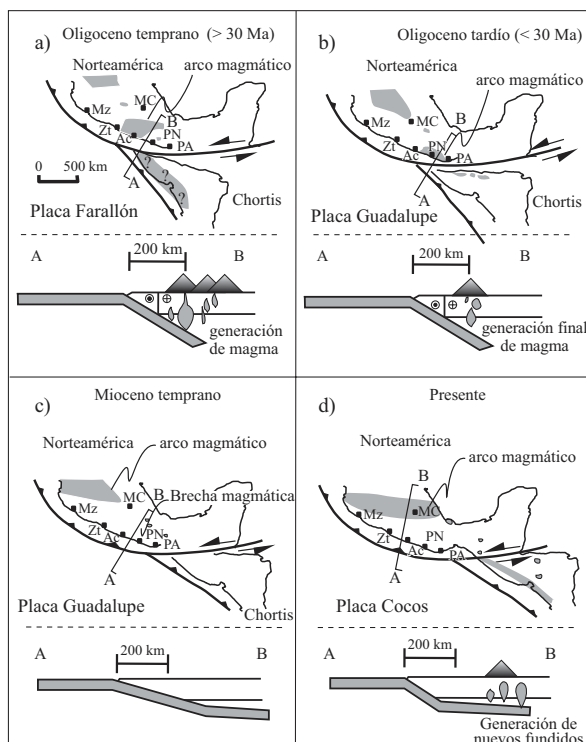 a) Oligoceno temprano (> 30 Ma)
Norteamérica
arco magmático
MC
B
Mz
Zt
Ac
PN
PA
0 500 km
A
? ? ?
Chortis
Placa Farallón
A 200 km B
generación
de magma
b) Oligoceno tardío (< 30 Ma)
Norteamérica
arco magmático
MC
B
Mz
Zt
Ac
PN
PA
A
Chortis
Placa Guadalupe
A 200 km B
generación final
de magma
c) Mioceno temprano
Norteamérica
arco magmático
MC
B Brecha magmática
Mz
Zt
Ac
PN
PA
A
Placa Guadalupe
Chortis
A 200 km B
d) Presente
Norteamérica
B
arco magmático
MC
Mz
Zt
Ac
PN
PA
A
Placa Cocos
Chortis
A 200 km B
Generación de
nuevos fundidos